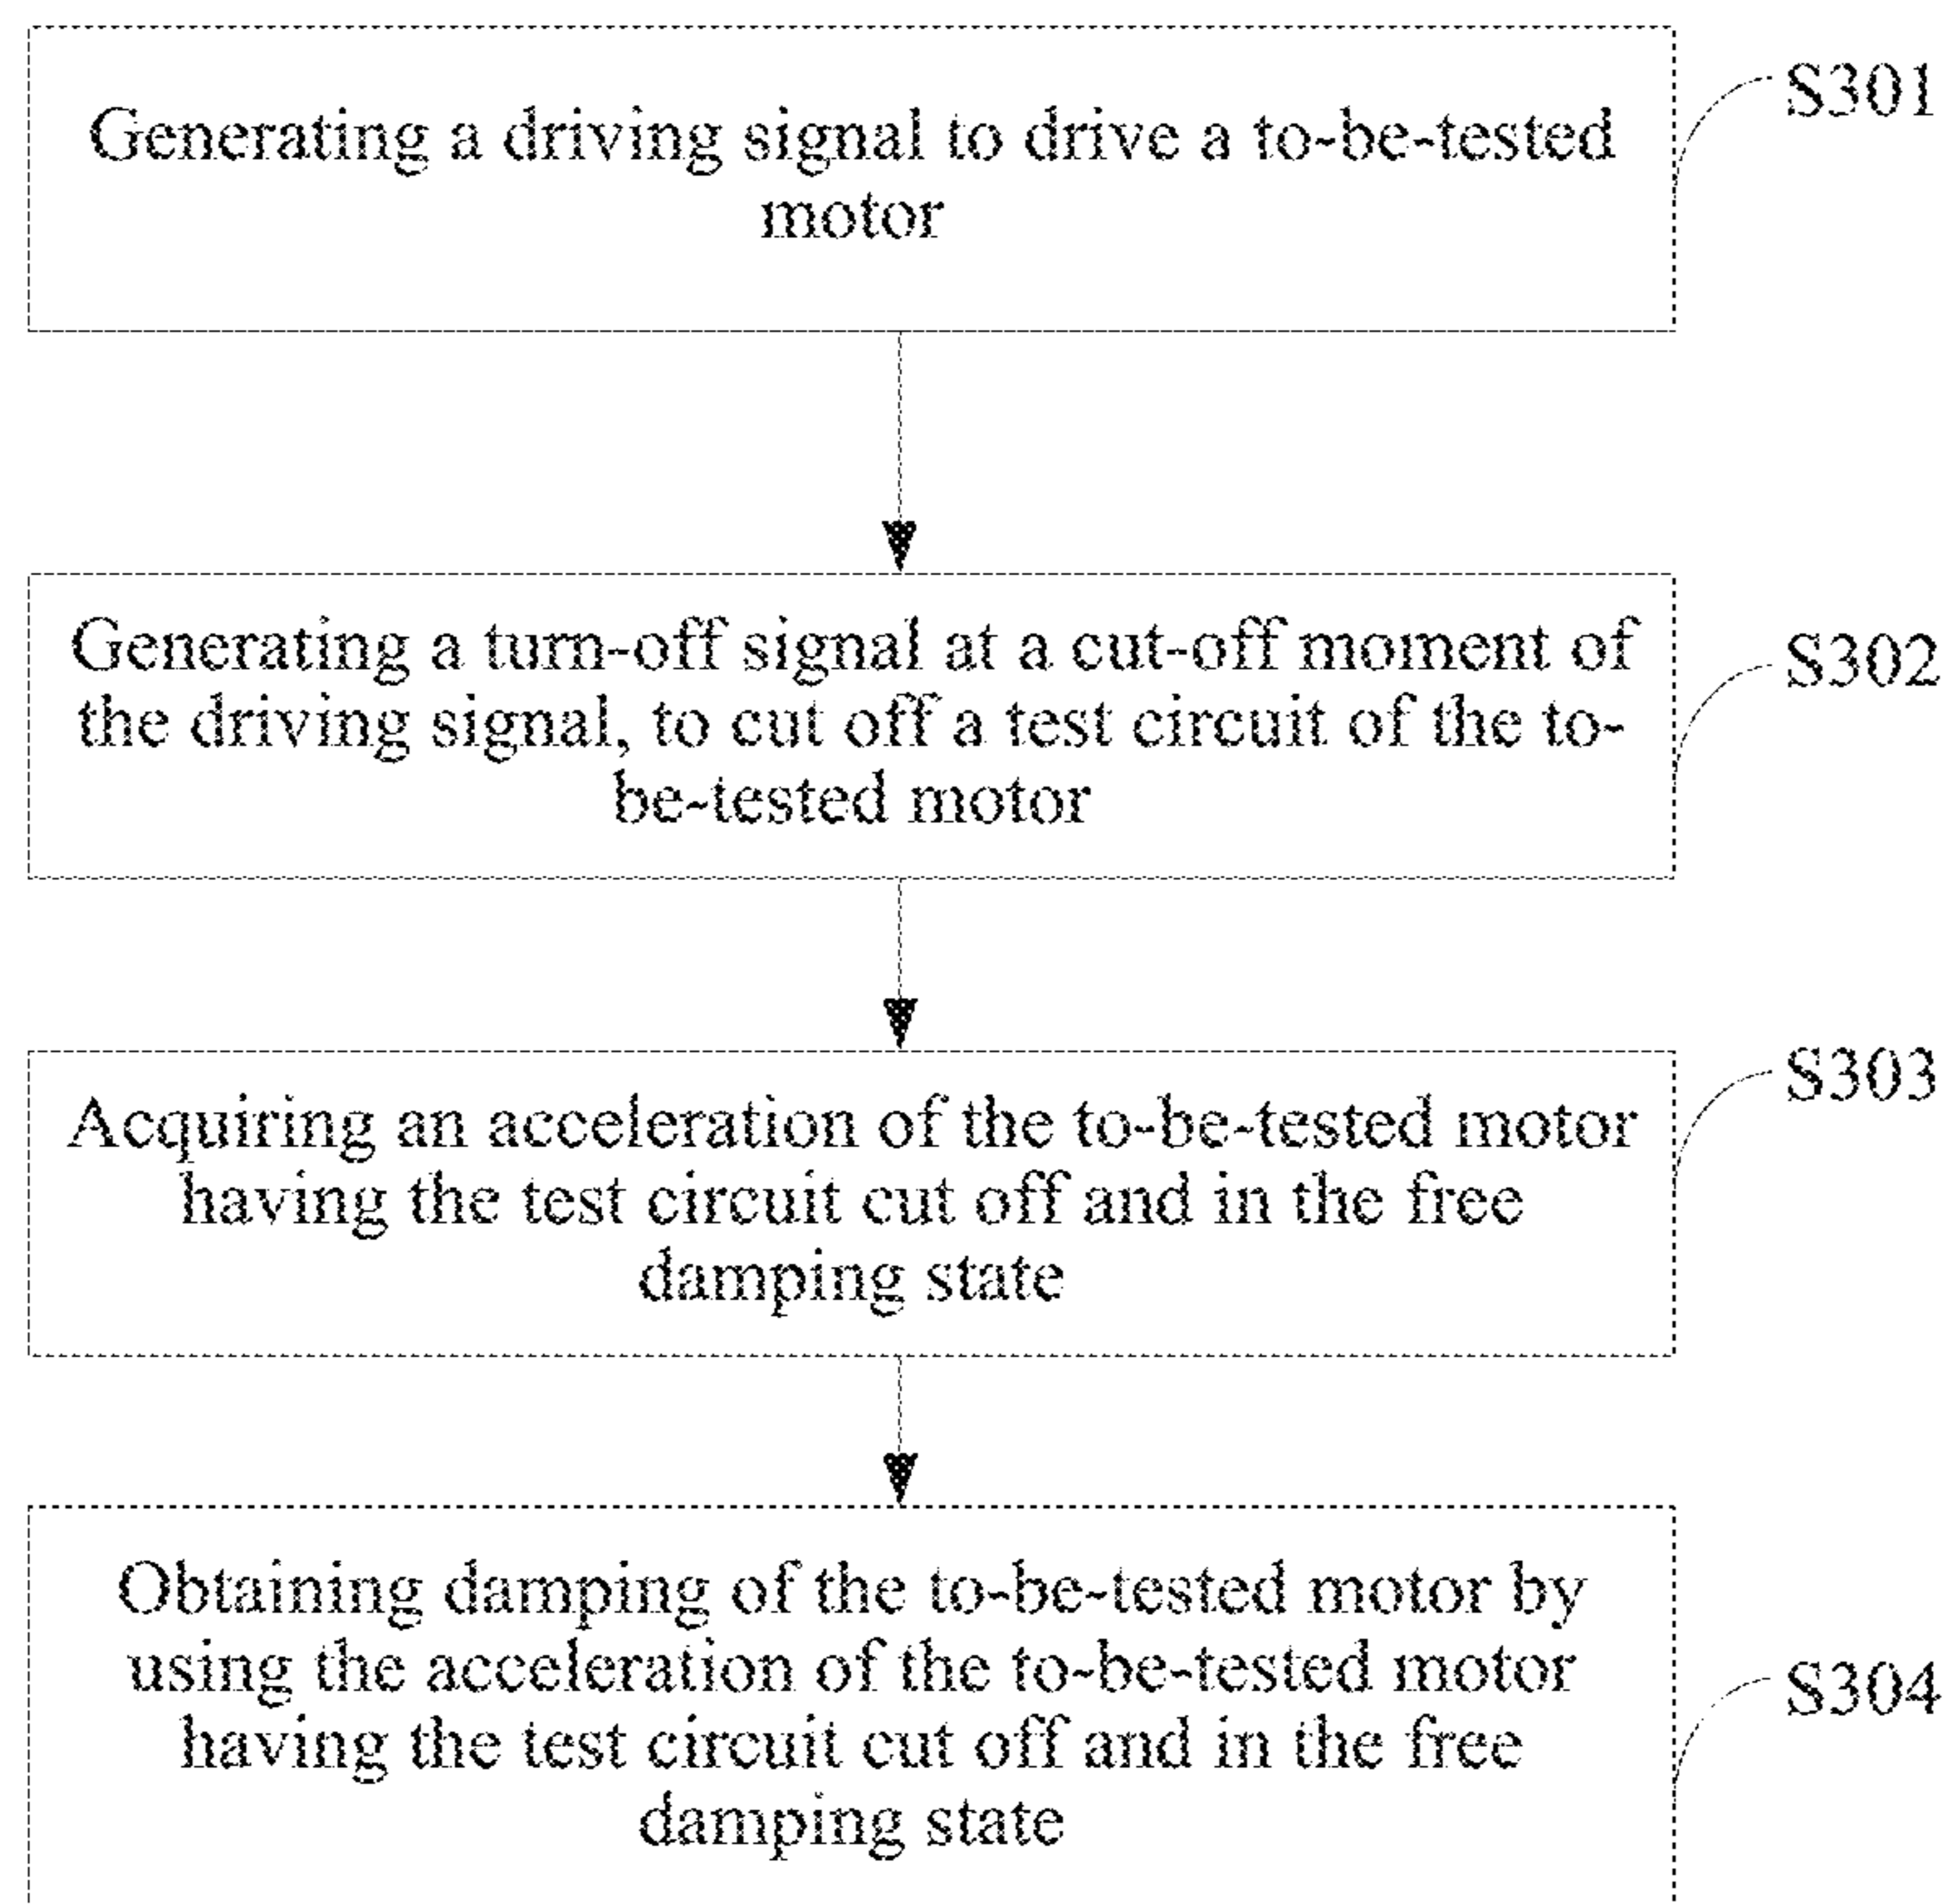 Generating a driving signal to drive a to-be-tested
motor
S301
Generating a turn-off signal at a cut-off moment of
the driving signal, to cut off a test circuit of the to-
be-tested motor
S302
Acquiring an acceleration of the to-be-tested motor
having the test circuit cut off and in the free
damping state
S303
Obtaining damping of the to-be-tested motor by
using the acceleration of the to-be-tested motor
having the test circuit cut off and in the free
damping state
S304